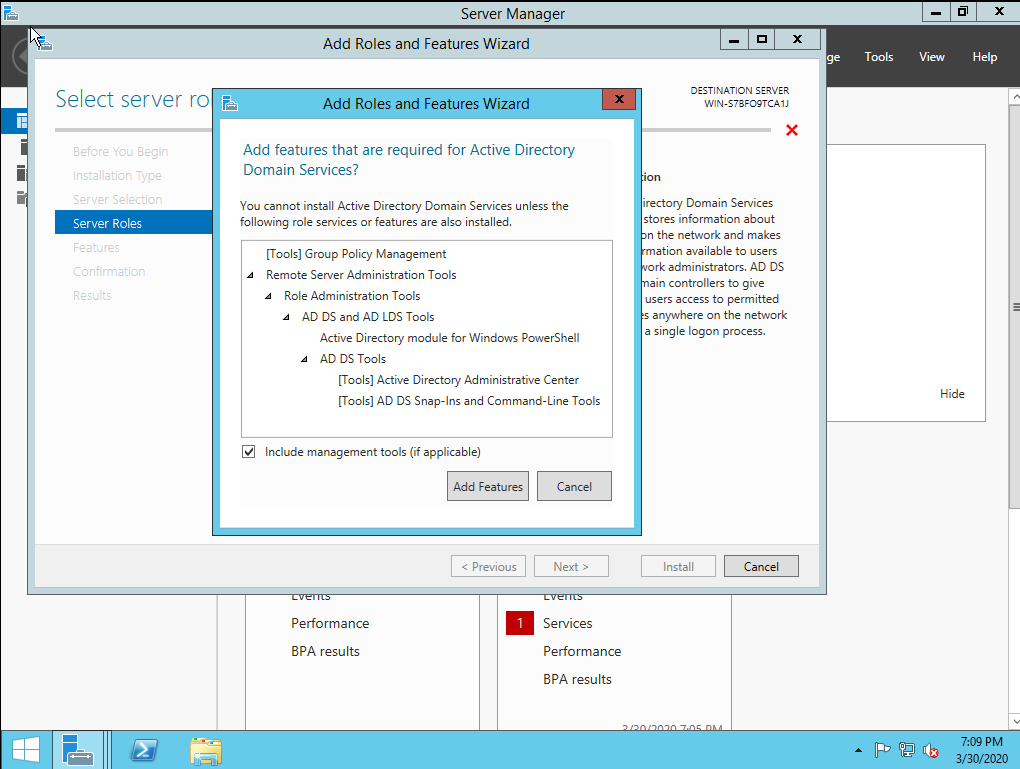 Server Manager
Tools
View
Help
Add Roles and Features Wizard
Select server ro
DESTINATION SERVER
WIN-S7BFO9TCA1J
Before You Begin
Installation Type
Server Selection
Server Roles
Features
Confirmation
Results
Add Roles and Features Wizard
Add features that are required for Active Directory
Domain Services?
You cannot install Active Directory Domain Services unless the
following role services or features are also installed.
[Tools] Group Policy Management
Remote Server Administration Tools
Role Administration Tools
AD DS and AD LDS Tools
Active Directory module for Windows PowerShell
AD DS Tools
[Tools] Active Directory Administrative Center
[Tools] AD DS Snap-Ins and Command-Line Tools
Include management tools (if applicable)
Add Features
Cancel
tion
irectory Domain Services
stores information about
on the network and makes
rmation available to users
work administrators. AD DS
main controllers to give
users access to permitted
es anywhere on the network
a single logon process.
Hide
< Previous
Next >
Install
Cancel
Events
Performance
BPA results
Events
1 Services
Performance
BPA results
3/30/2020 7:05 PM
7:09 PM
3/30/2020